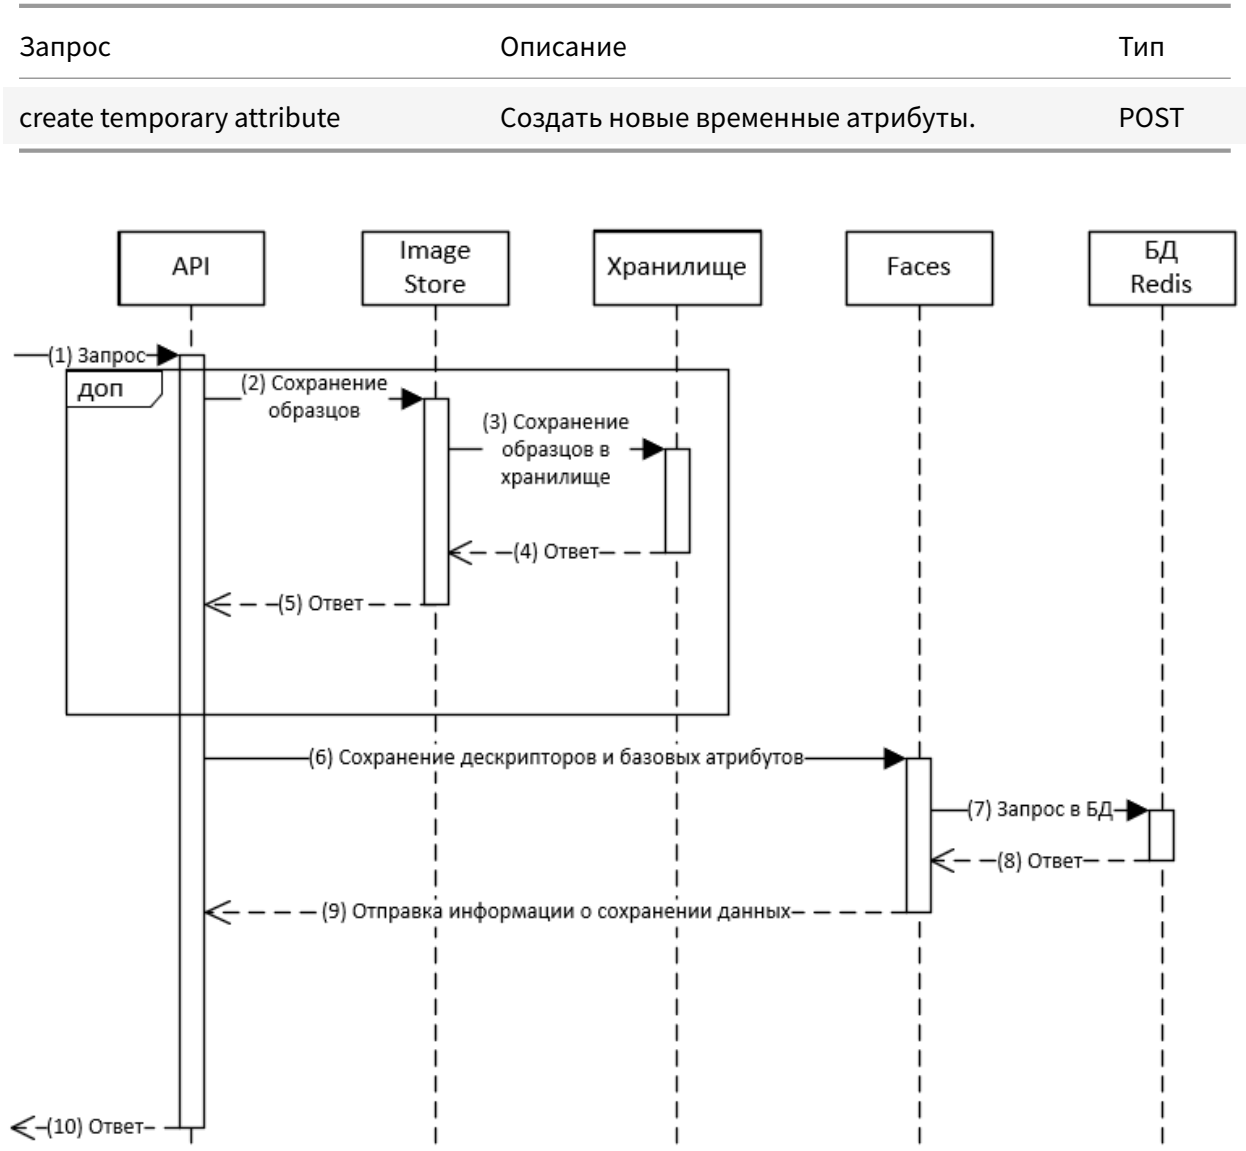 Запрос Описание Тип
create temporary attribute Создать новые временные атрибуты. POST
API
Image
Store
Хранилище
Faces
БД
Redis
(1) Запрос
доп
(2) Сохранение
образцов
(3) Сохранение
образцов в
хранилище
(4) Ответ
(5) Ответ
(6) Сохранение дескрипторов и базовых атрибутов
(7) Запрос в БД
(8) Ответ
(9) Отправка информации о сохранении данных
(10) Ответ